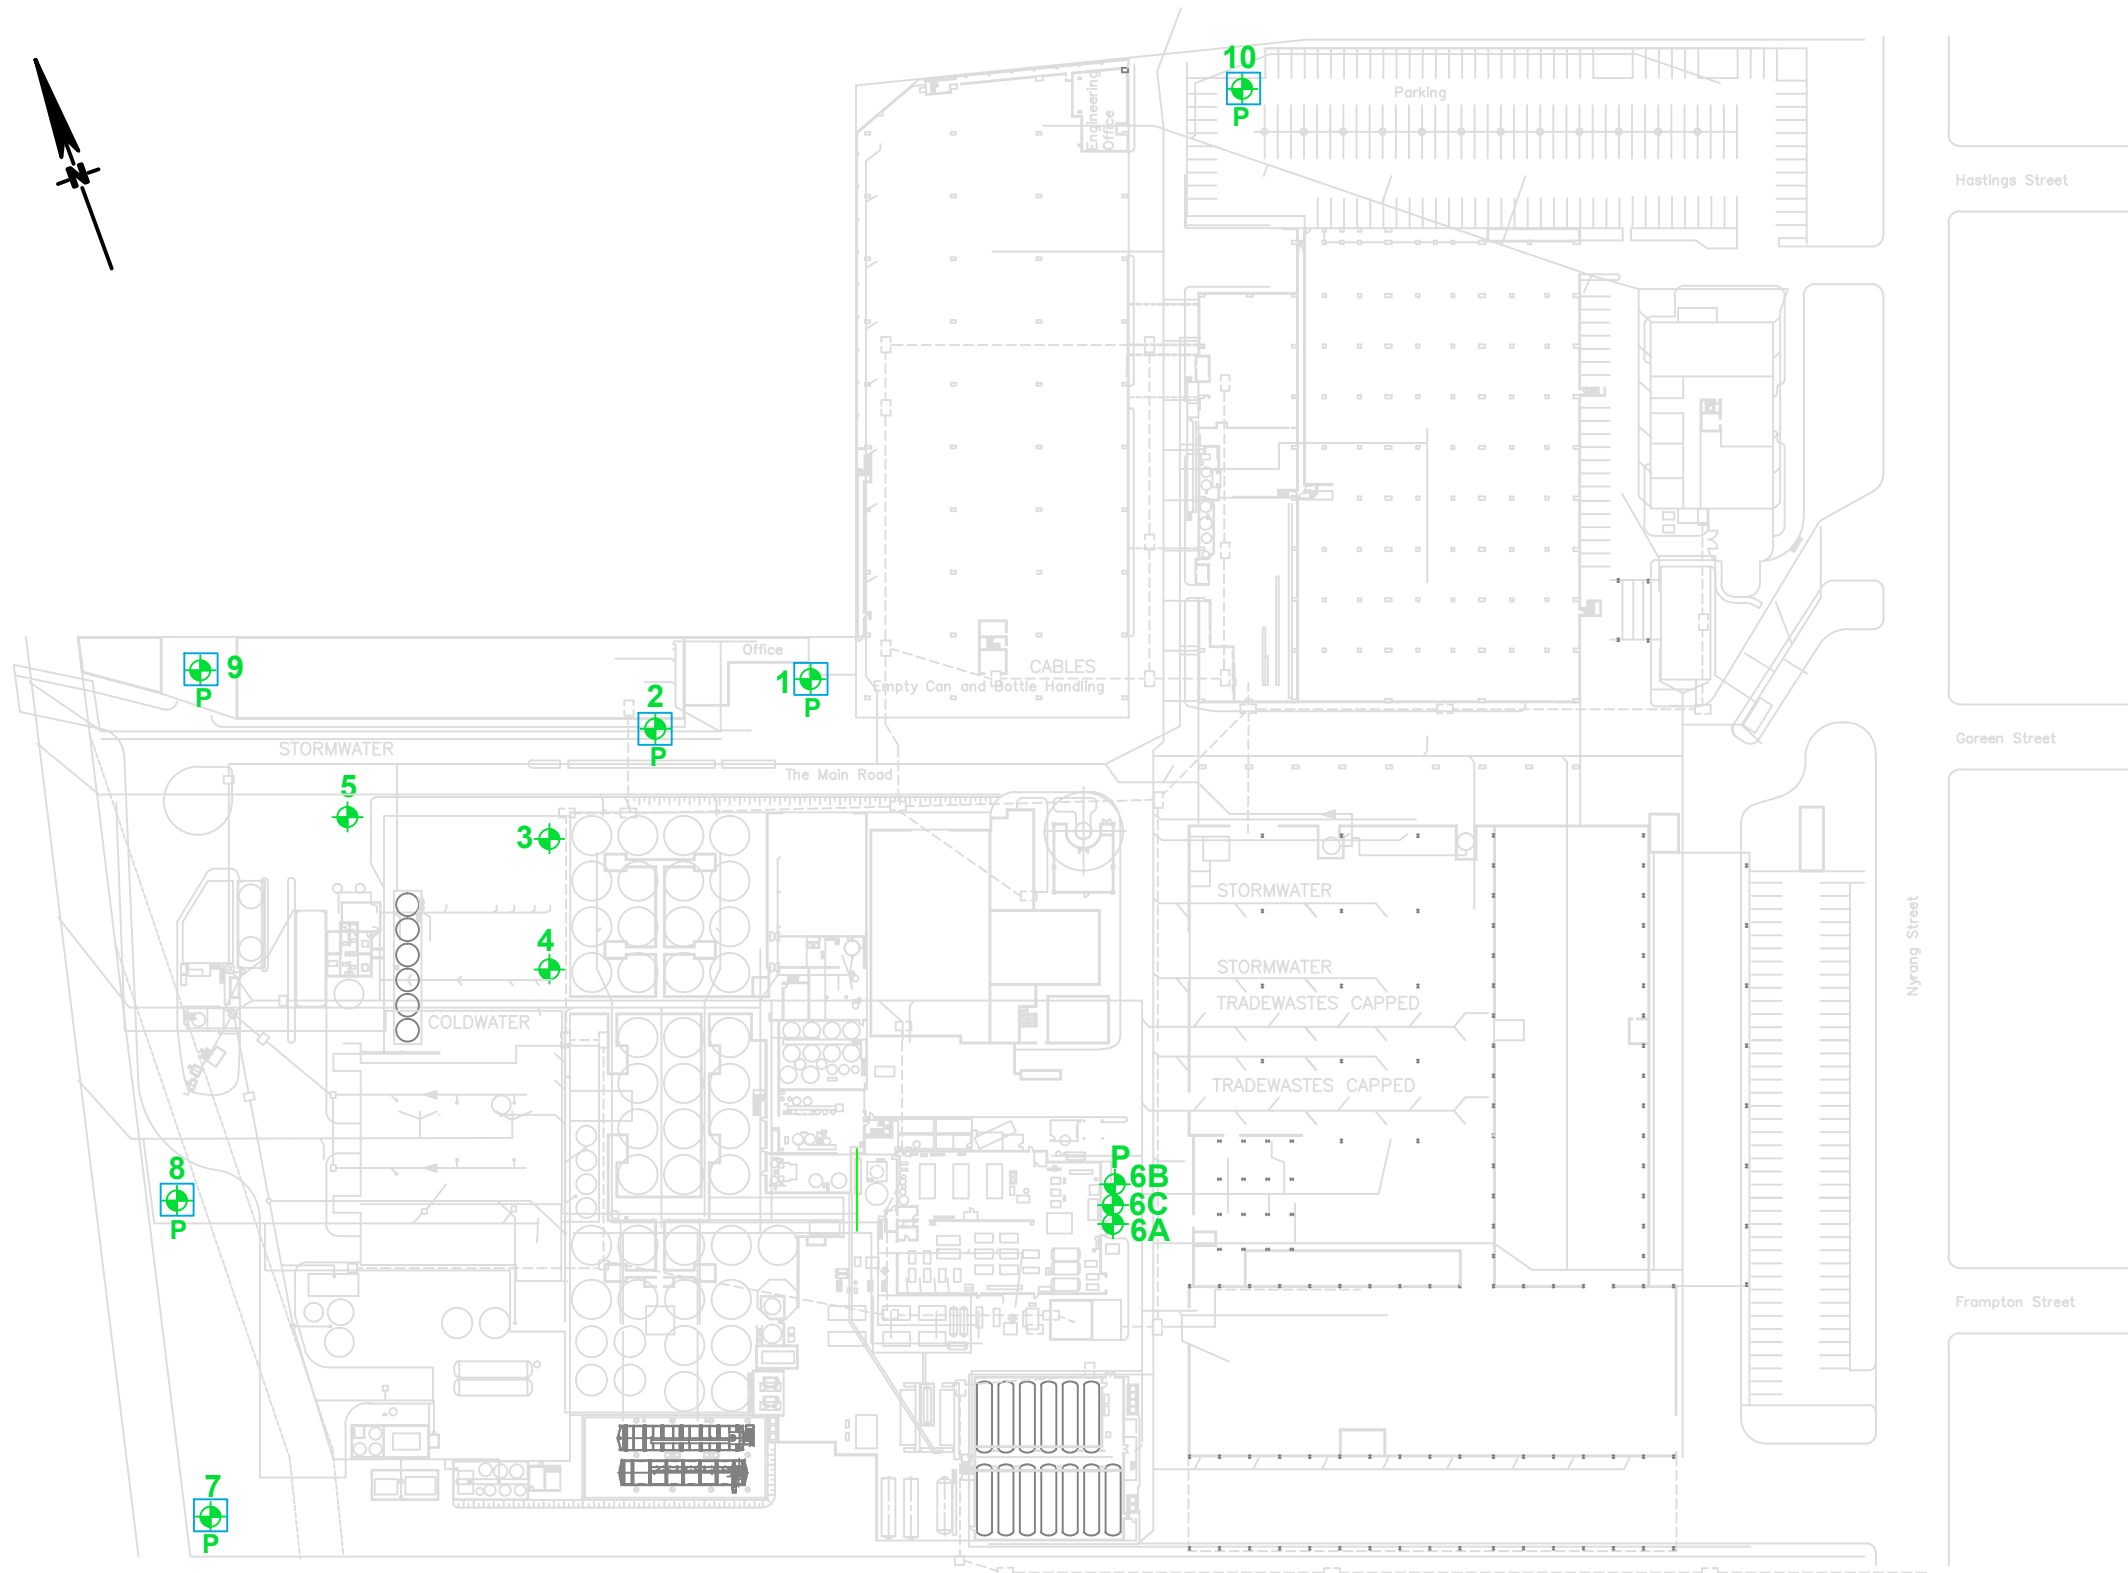 10
P
Parking
Engineering
Office
N
Hastings Street
Office
9
P
1
P
2
P
CABLES
Empty Can and Bottle Handling
STORMWATER
The Main Road
Goreen Street
5
3
4
STORMWATER
Nyrang Street
STORMWATER
TRADEWASTES CAPPED
COLDWATER
TRADEWASTES CAPPED
P
6B
6C
6A
8
P
Frampton Street
7
P